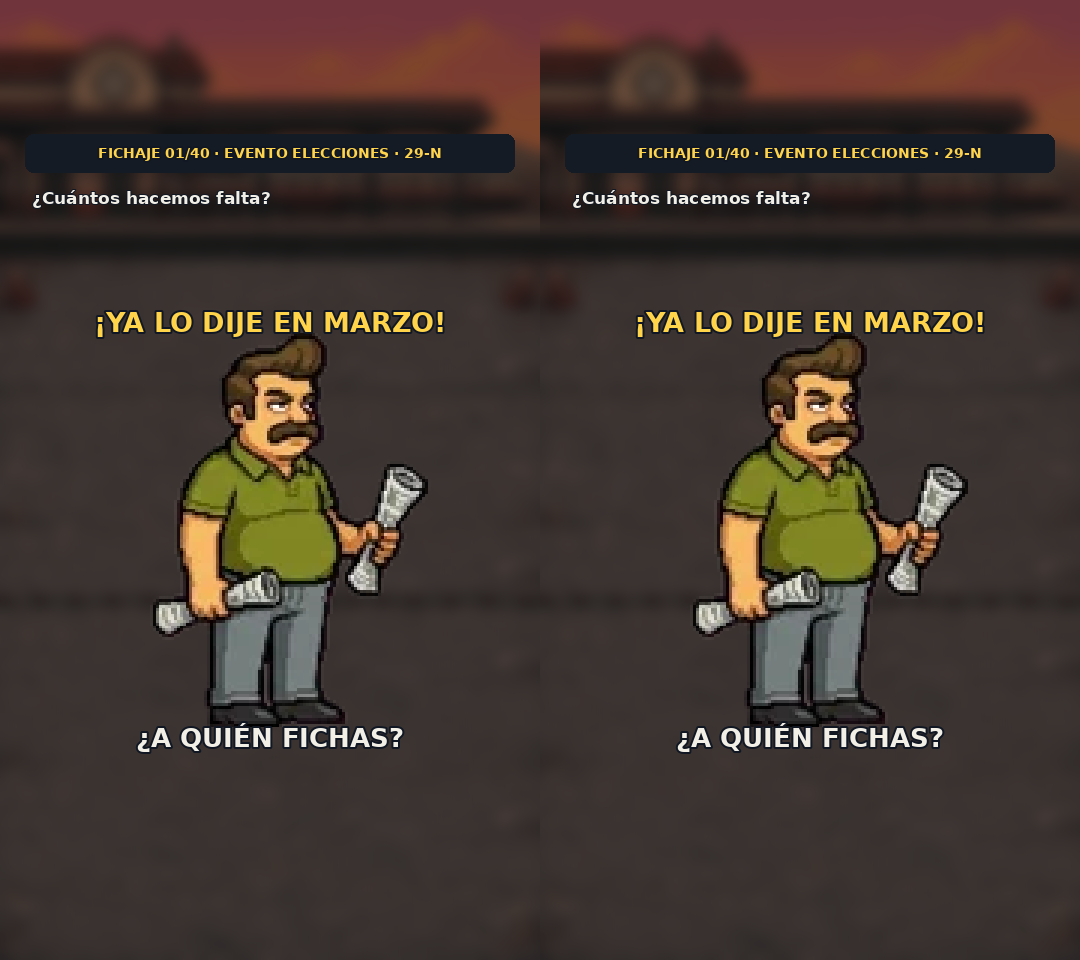 FICHAJE 01/40 · EVENTO ELECCIONES · 29-N
¿Cuántos hacemos falta?
¡YA LO DIJE EN MARZO!
¿A QUIÉN FICHAS?
FICHAJE 01/40 · EVENTO ELECCIONES · 29-N
¿Cuántos hacemos falta?
¡YA LO DIJE EN MARZO!
¿A QUIÉN FICHAS?